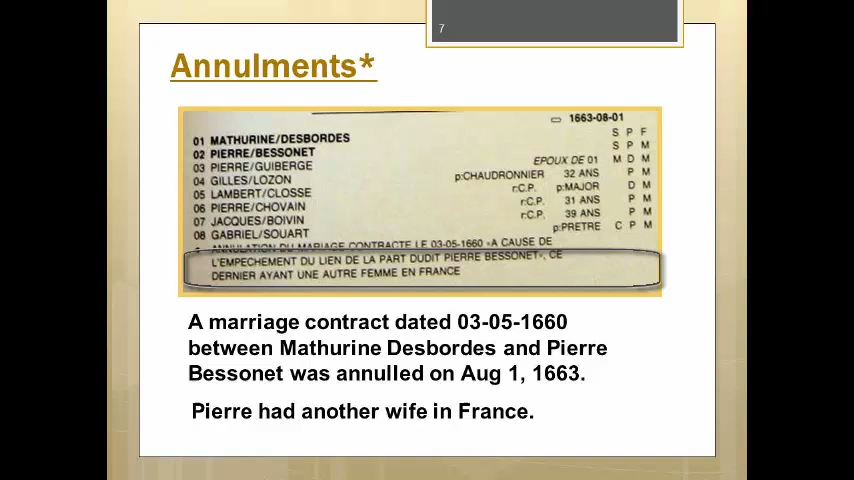 7
Annulments*
1663-08-01
S P F
01 MATHURINE/DESBORDES
S P M
02 PIERRE/BESSONET
03 PIERRE/GUIBERGE EPOUX DE 01 M D M
04 GILLES/LOZON p:CHAUDRONNIER 32 ANS P M
05 LAMBERT/CLOSSE r.C.P. p:MAJOR D M
06 PIERRE/CHOVAIN r.C.P. 31 ANS P M
07 JACQUES/BOIVIN r.C.P. 39 ANS P M
08 GABRIEL/SOUART p:PRETRE C P M
ANNULATION DU MARIAGE CONTRACTE LE 03-05-1660 «A CAUSE DE
L'EMPECHEMENT DU LIEN DE LA PART DUDIT PIERRE BESSONET», CE
DERNIER AYANT UNE AUTRE FEMME EN FRANCE
A marriage contract dated 03-05-1660
between Mathurine Desbordes and Pierre
Bessonet was annulled on Aug 1, 1663.
Pierre had another wife in France.